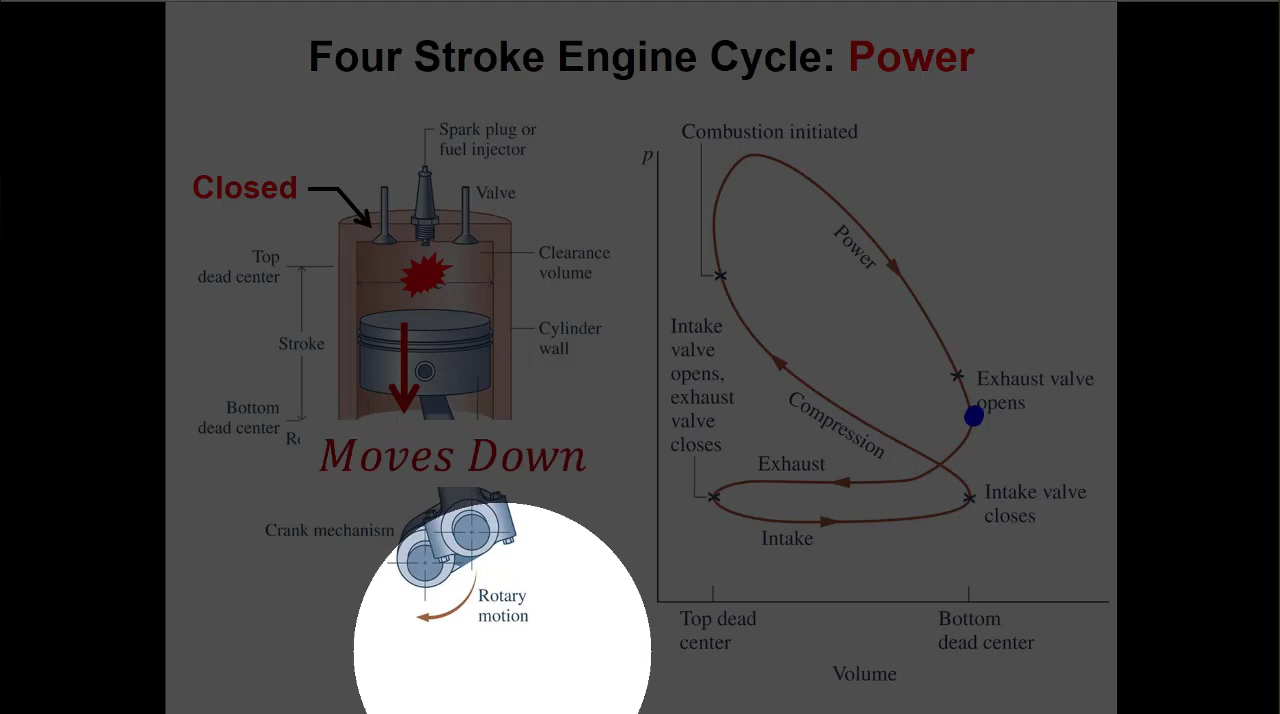 Four Stroke Engine Cycle: Power
Spark plug or
fuel injector
Closed
Valve
Top
dead center
Clearance
volume
Stroke
Cylinder
wall
Bottom
dead center
Moves Down
Crank mechanism
Rotary
motion
Combustion initiated
p
Power
Intake
valve
opens,
exhaust
valve
closes
Exhaust valve
opens
Compression
Exhaust
Intake valve
closes
Intake
Top dead
center
Bottom
dead center
Volume